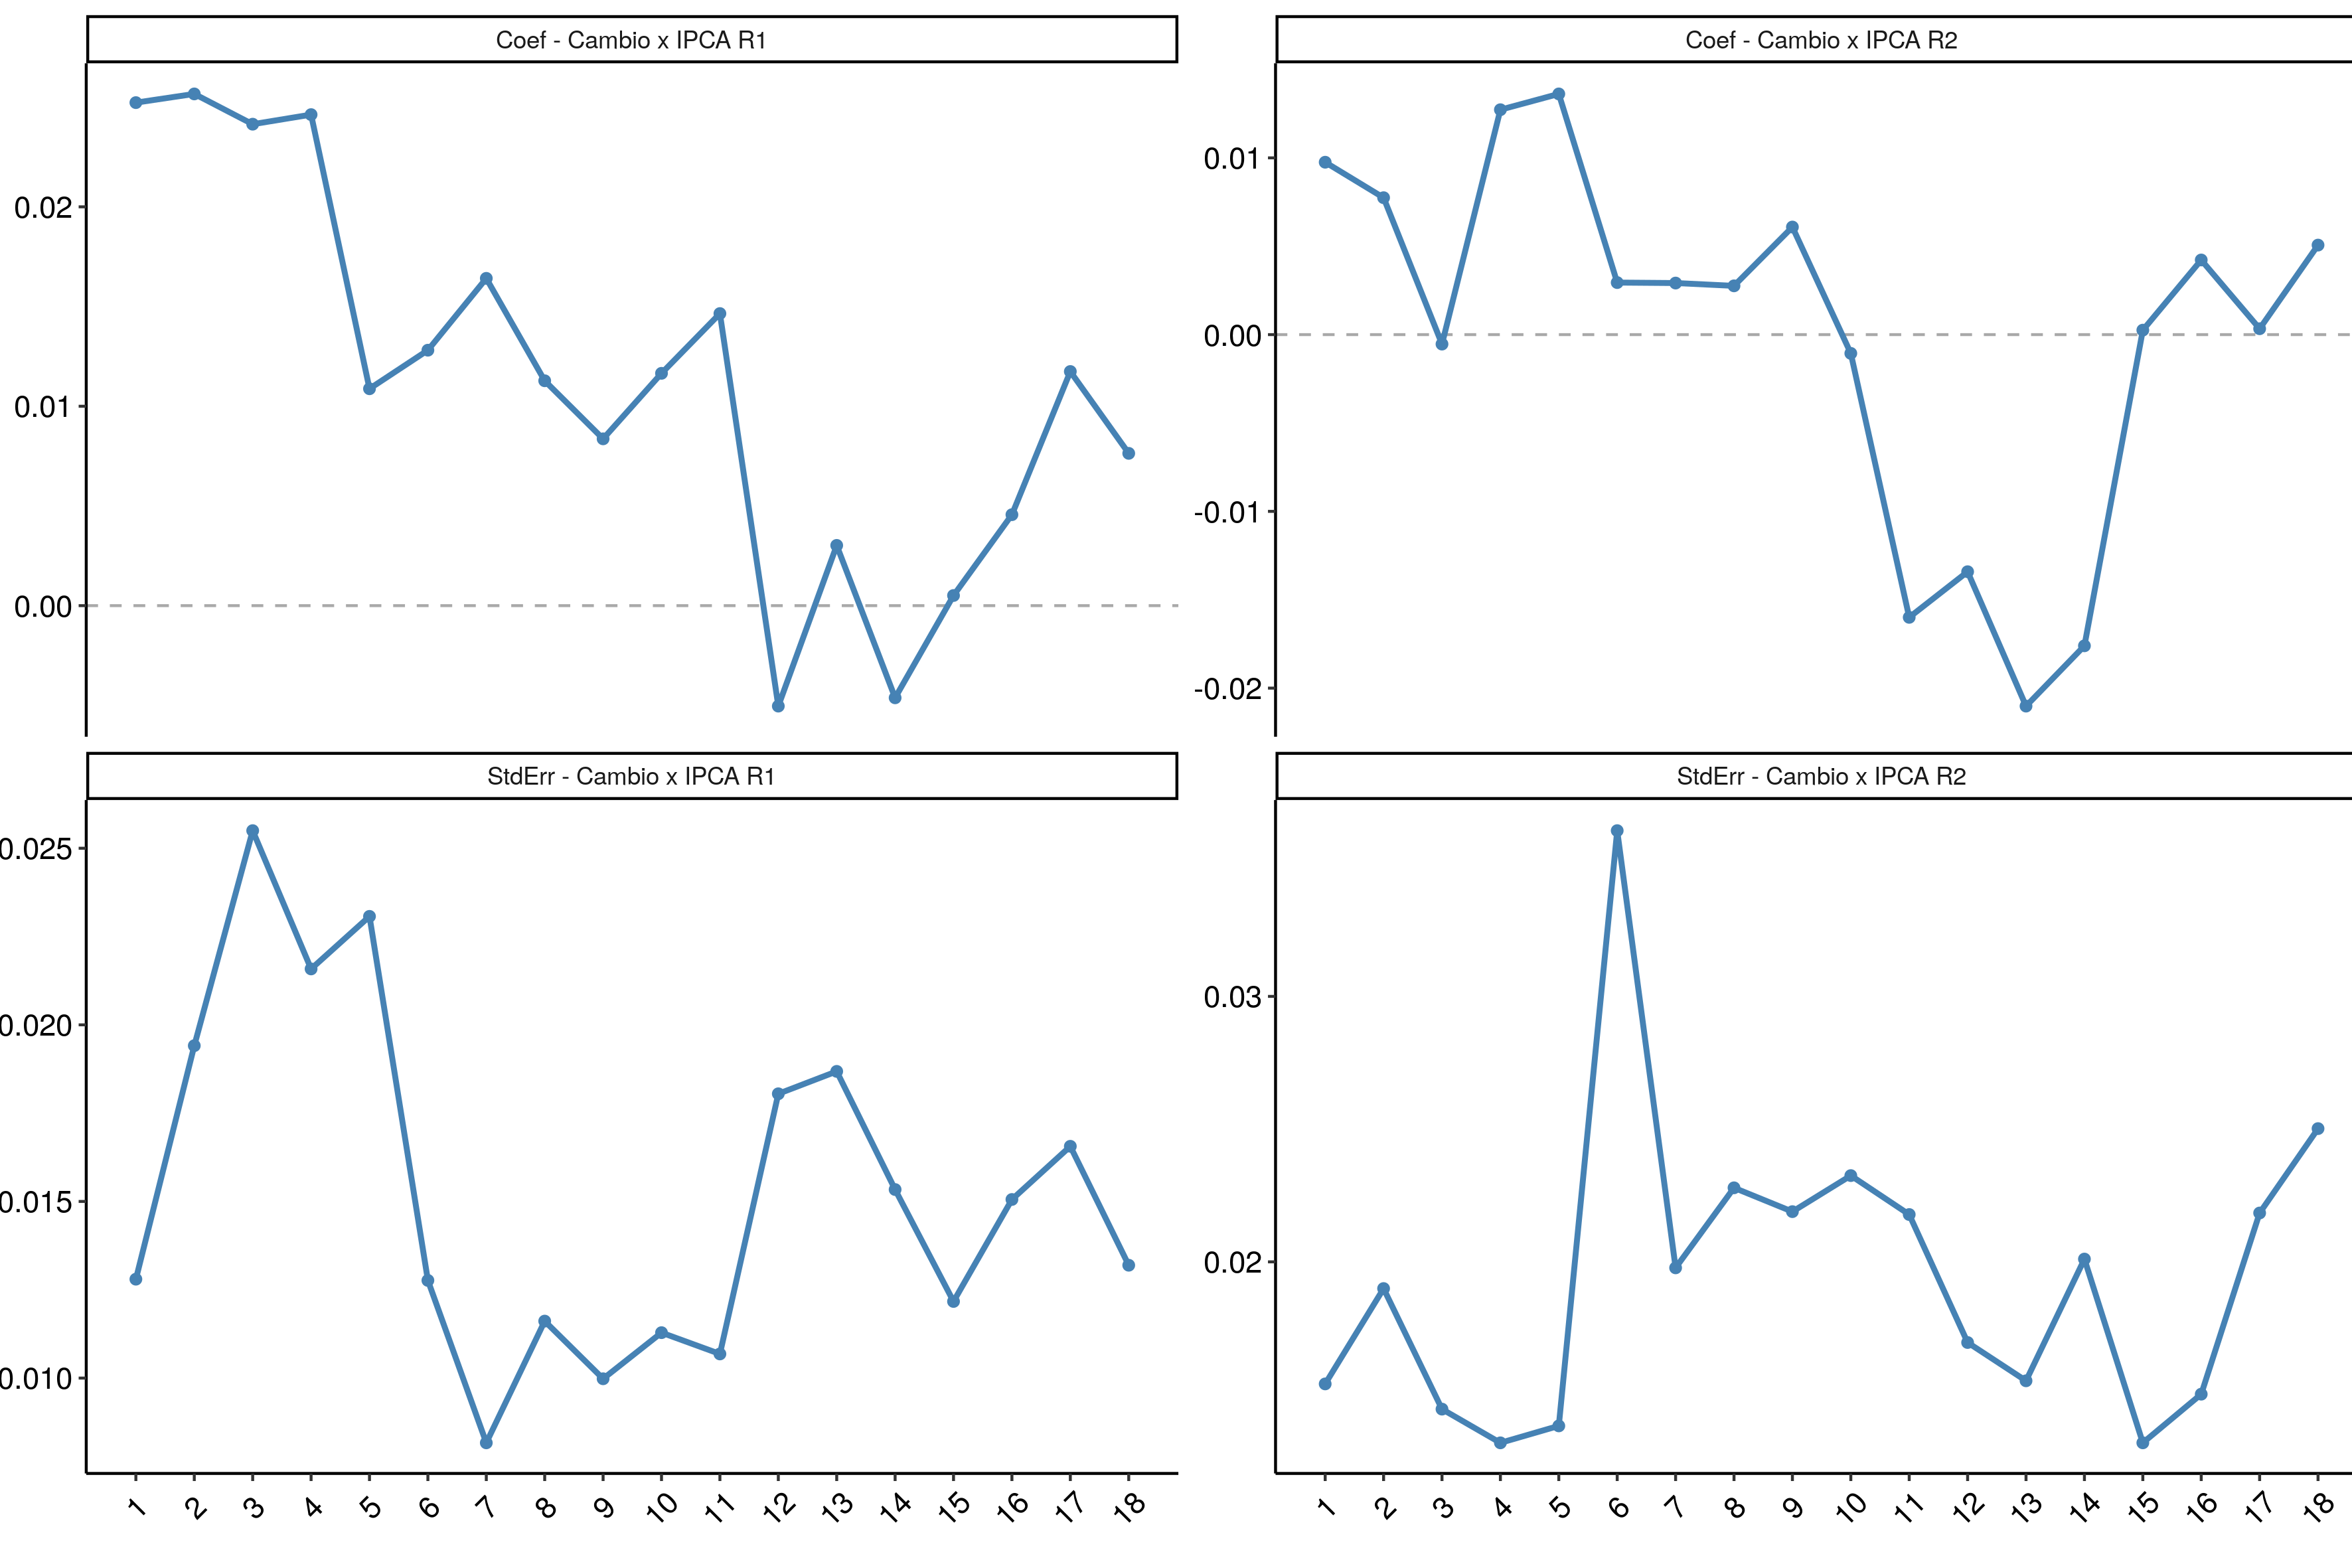 Coef - Cambio x IPCA R1
0.02
0.01
0.00
Coef - Cambio x IPCA R2
0.01
0.00
-0.01
-0.02
StdErr - Cambio x IPCA R1
0.025
0.020
0.015
0.010
1 2 3 4 5 6 7 8 9 10 11 12 13 14 15 16 17 18
StdErr - Cambio x IPCA R2
0.03
0.02
1 2 3 4 5 6 7 8 9 10 11 12 13 14 15 16 17 18